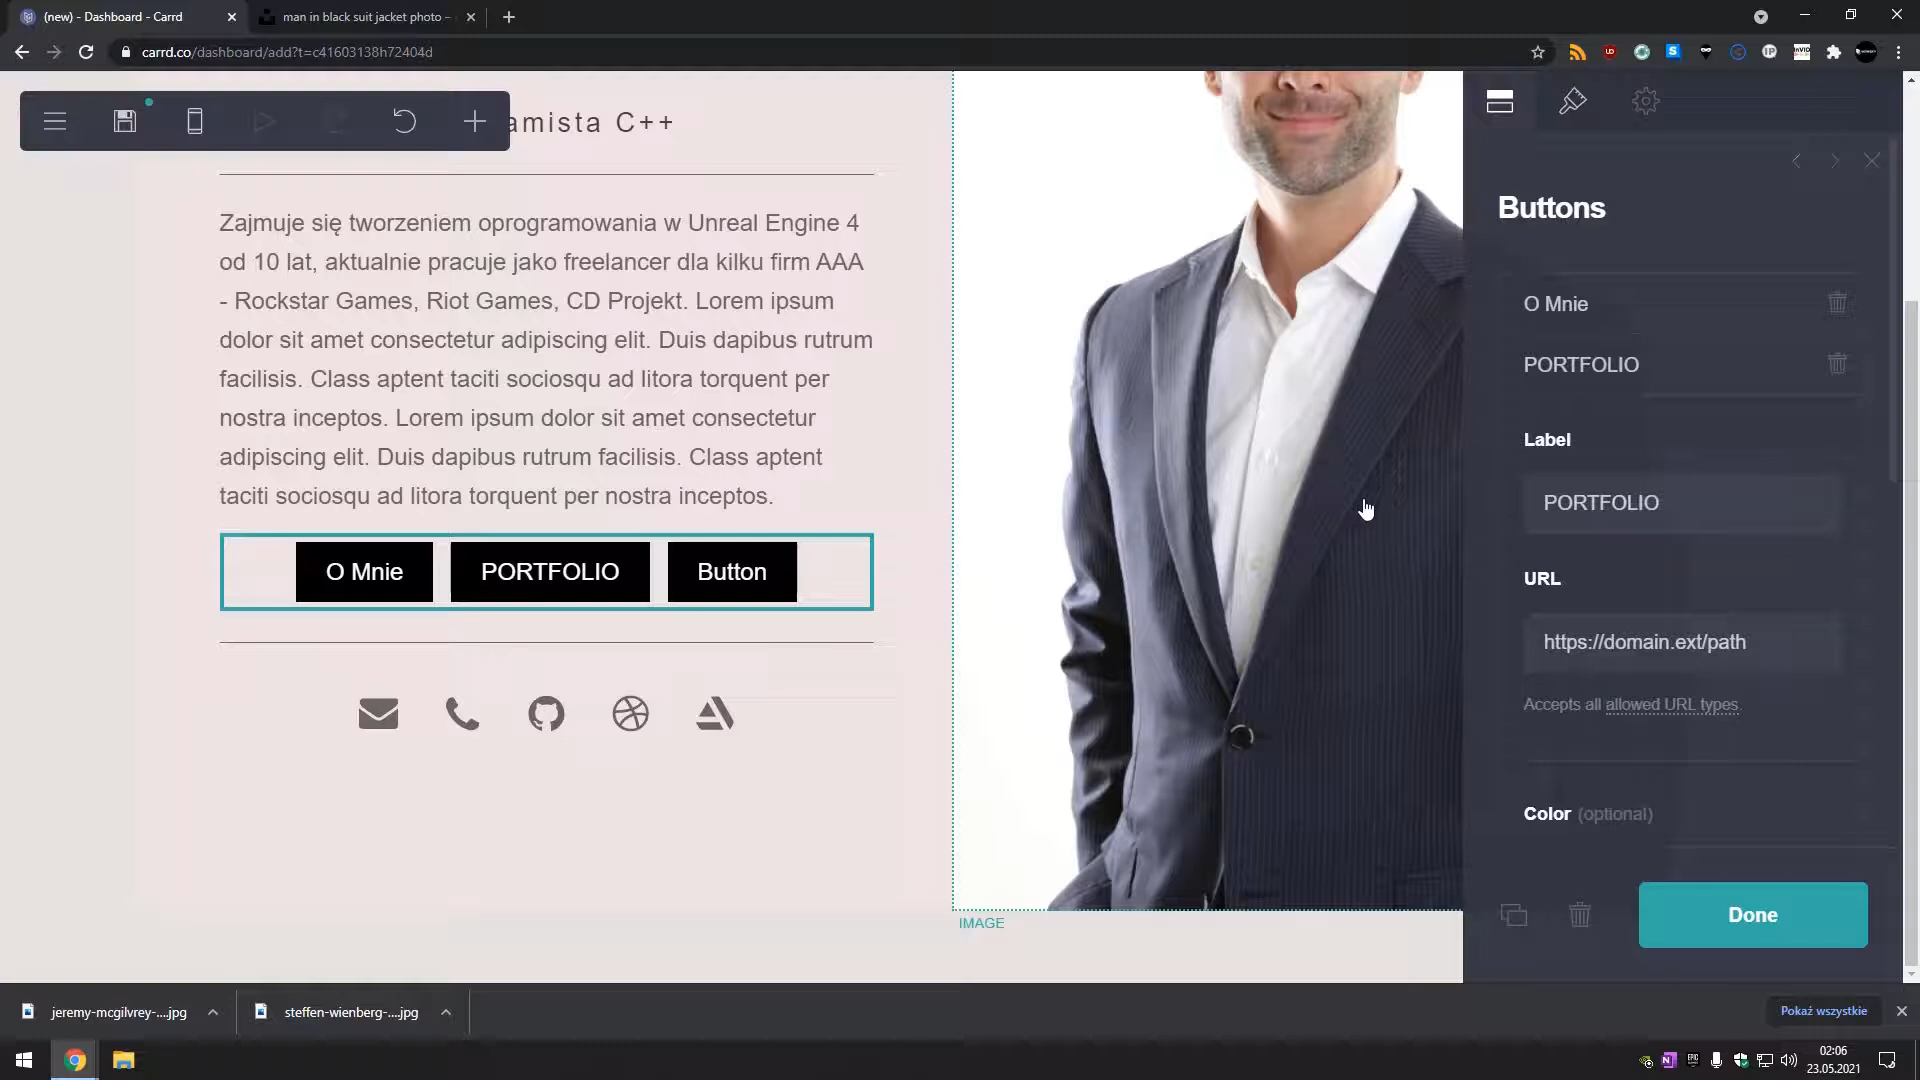 (new) - Dashboard - Carrd
man in black suit jacket photo –
carrd.co/dashboard/add?t=c41603138h72404d
amista C++
Zajmuje się tworzeniem oprogramowania w Unreal Engine 4
od 10 lat, aktualnie pracuje jako freelancer dla kilku firm AAA
- Rockstar Games, Riot Games, CD Projekt. Lorem ipsum
dolor sit amet consectetur adipiscing elit. Duis dapibus rutrum
facilisis. Class aptent taciti sociosqu ad litora torquent per
nostra inceptos. Lorem ipsum dolor sit amet consectetur
adipiscing elit. Duis dapibus rutrum facilisis. Class aptent
taciti sociosqu ad litora torquent per nostra inceptos.
O Mnie PORTFOLIO Button
IMAGE
Buttons
O Mnie
PORTFOLIO
Label
PORTFOLIO
URL
https://domain.ext/path
Accepts all allowed URL types.
Color (optional)
Done
jeremy-mcgilvrey-....jpg
steffen-wienberg-....jpg
Pokaż wszystkie
02:06
23.05.2021